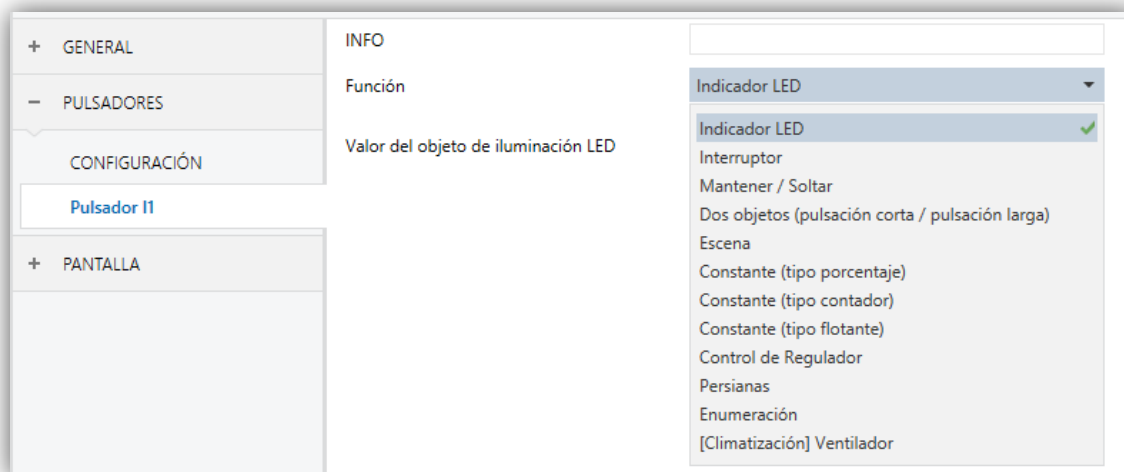 + GENERAL
− PULSADORES
CONFIGURACIÓN
Pulsador I1
+ PANTALLA
INFO
Función
Indicador LED
Valor del objeto de iluminación LED
Indicador LED
Interruptor
Mantener / Soltar
Dos objetos (pulsación corta / pulsación larga)
Escena
Constante (tipo porcentaje)
Constante (tipo contador)
Constante (tipo flotante)
Control de Regulador
Persianas
Enumeración
[Climatización] Ventilador